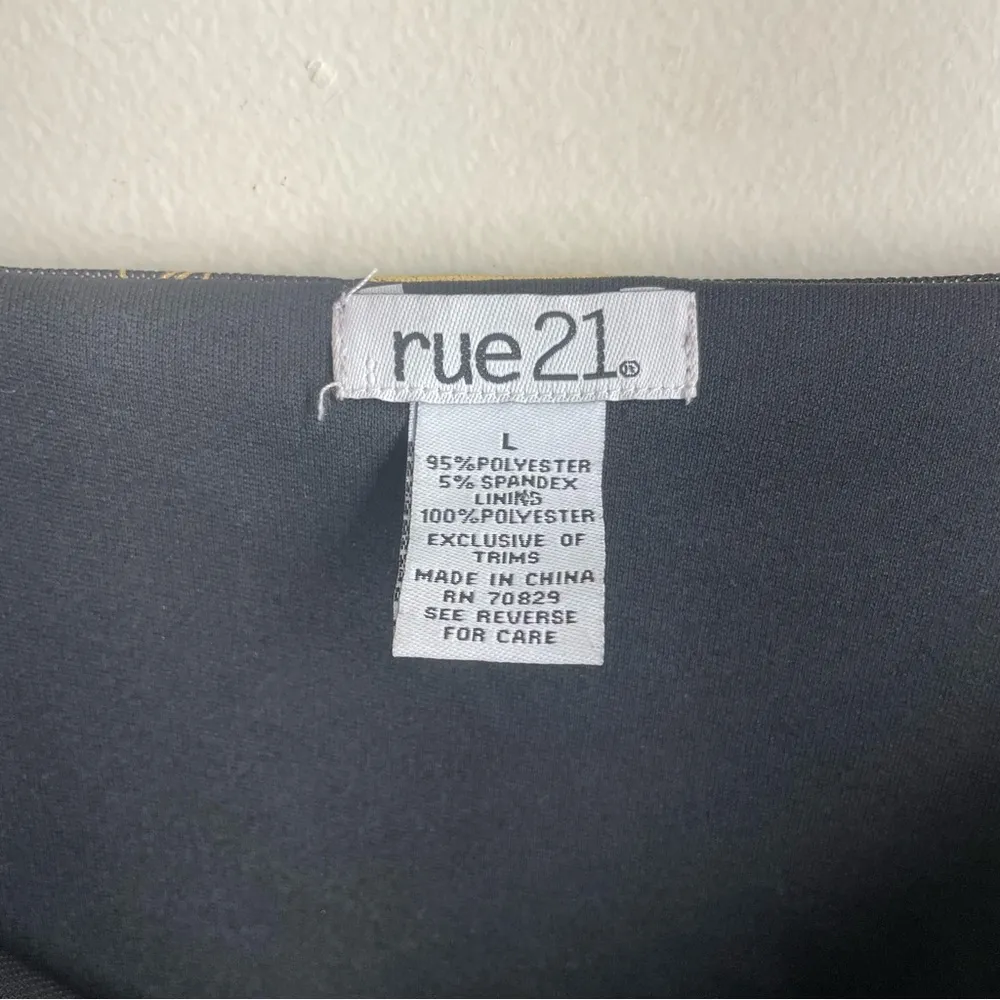 rue21®
L
95%POLYESTER
5% SPANDEX
LINING
100%POLYESTER
EXCLUSIVE OF
TRIMS
MADE IN CHINA
RN 70829
SEE REVERSE
FOR CARE